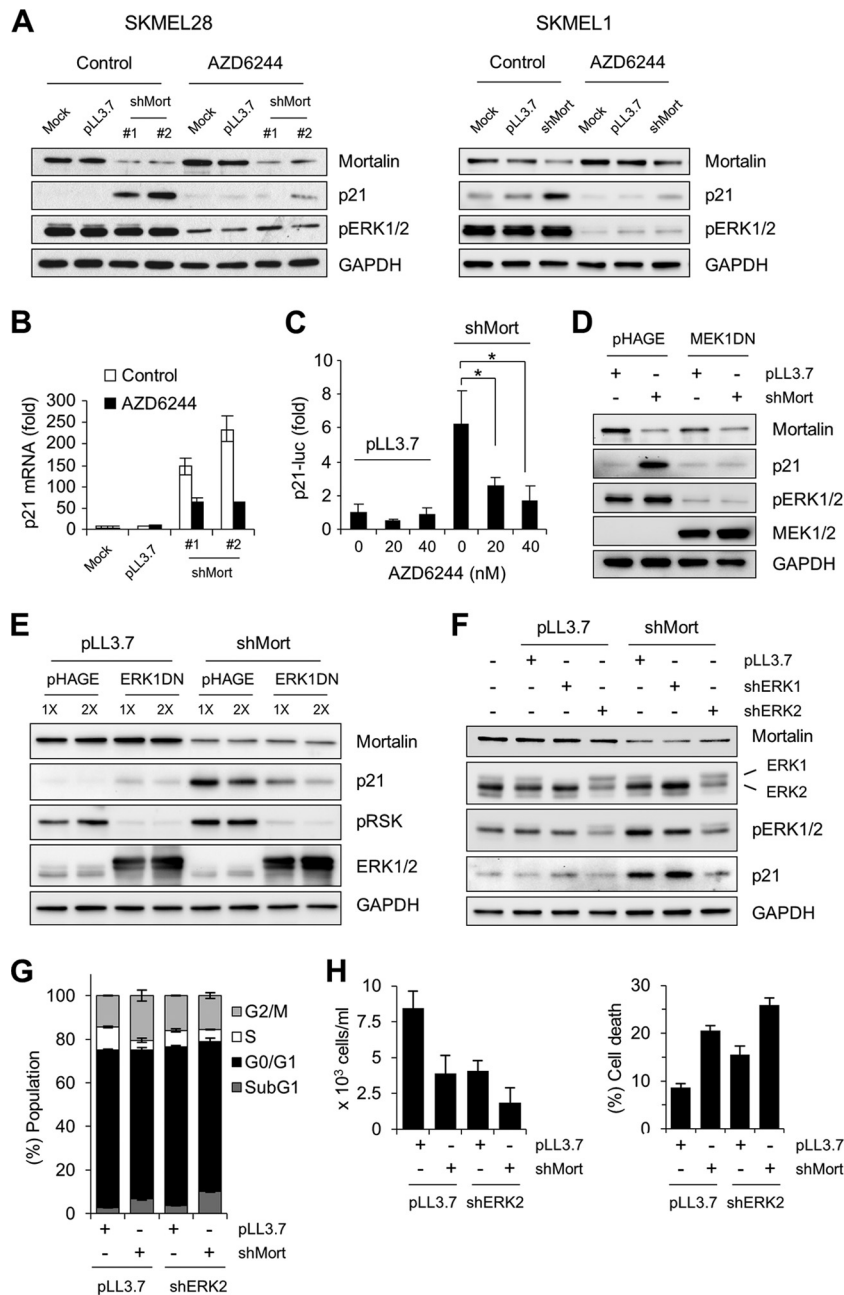 A
SKMEL28
SKMEL1
Control AZD6244
Control AZD6244
Mock pLL3.7 shMort Mock pLL3.7 shMort
#1 #2 #1 #2
Mock pLL3.7 shMort Mock pLL3.7 shMort
Mortalin
p21
pERK1/2
GAPDH
Mortalin
p21
pERK1/2
GAPDH
B
Control
AZD6244
p21 mRNA (fold)
300
250
200
150
100
50
0
Mock pLL3.7 #1 #2
shMort
C
shMort
* *
pLL3.7
p21-luc (fold)
10
8
6
4
2
0
0 20 40 0 20 40
AZD6244 (nM)
D
pHAGE MEK1DN
+ - + - pLL3.7
- + - + shMort
Mortalin
p21
pERK1/2
MEK1/2
GAPDH
E
pLL3.7 shMort
pHAGE ERK1DN pHAGE ERK1DN
1X 2X 1X 2X 1X 2X 1X 2X
Mortalin
p21
pRSK
ERK1/2
GAPDH
F
pLL3.7 shMort
- + - - + - - pLL3.7
- - + - - + - shERK1
- - - + - - + shERK2
Mortalin
ERK1
ERK2
pERK1/2
p21
GAPDH
G
(%) Population
100
80
60
40
20
0
G2/M
S
G0/G1
SubG1
+ - + - pLL3.7
- + - + shMort
pLL3.7 shERK2
H
x 10³ cells/ml
10
7.5
5
2.5
0
+ - + - pLL3.7
- + - + shMort
pLL3.7 shERK2
(%) Cell death
30
20
10
0
+ - + - pLL3.7
- + - + shMort
pLL3.7 shERK2